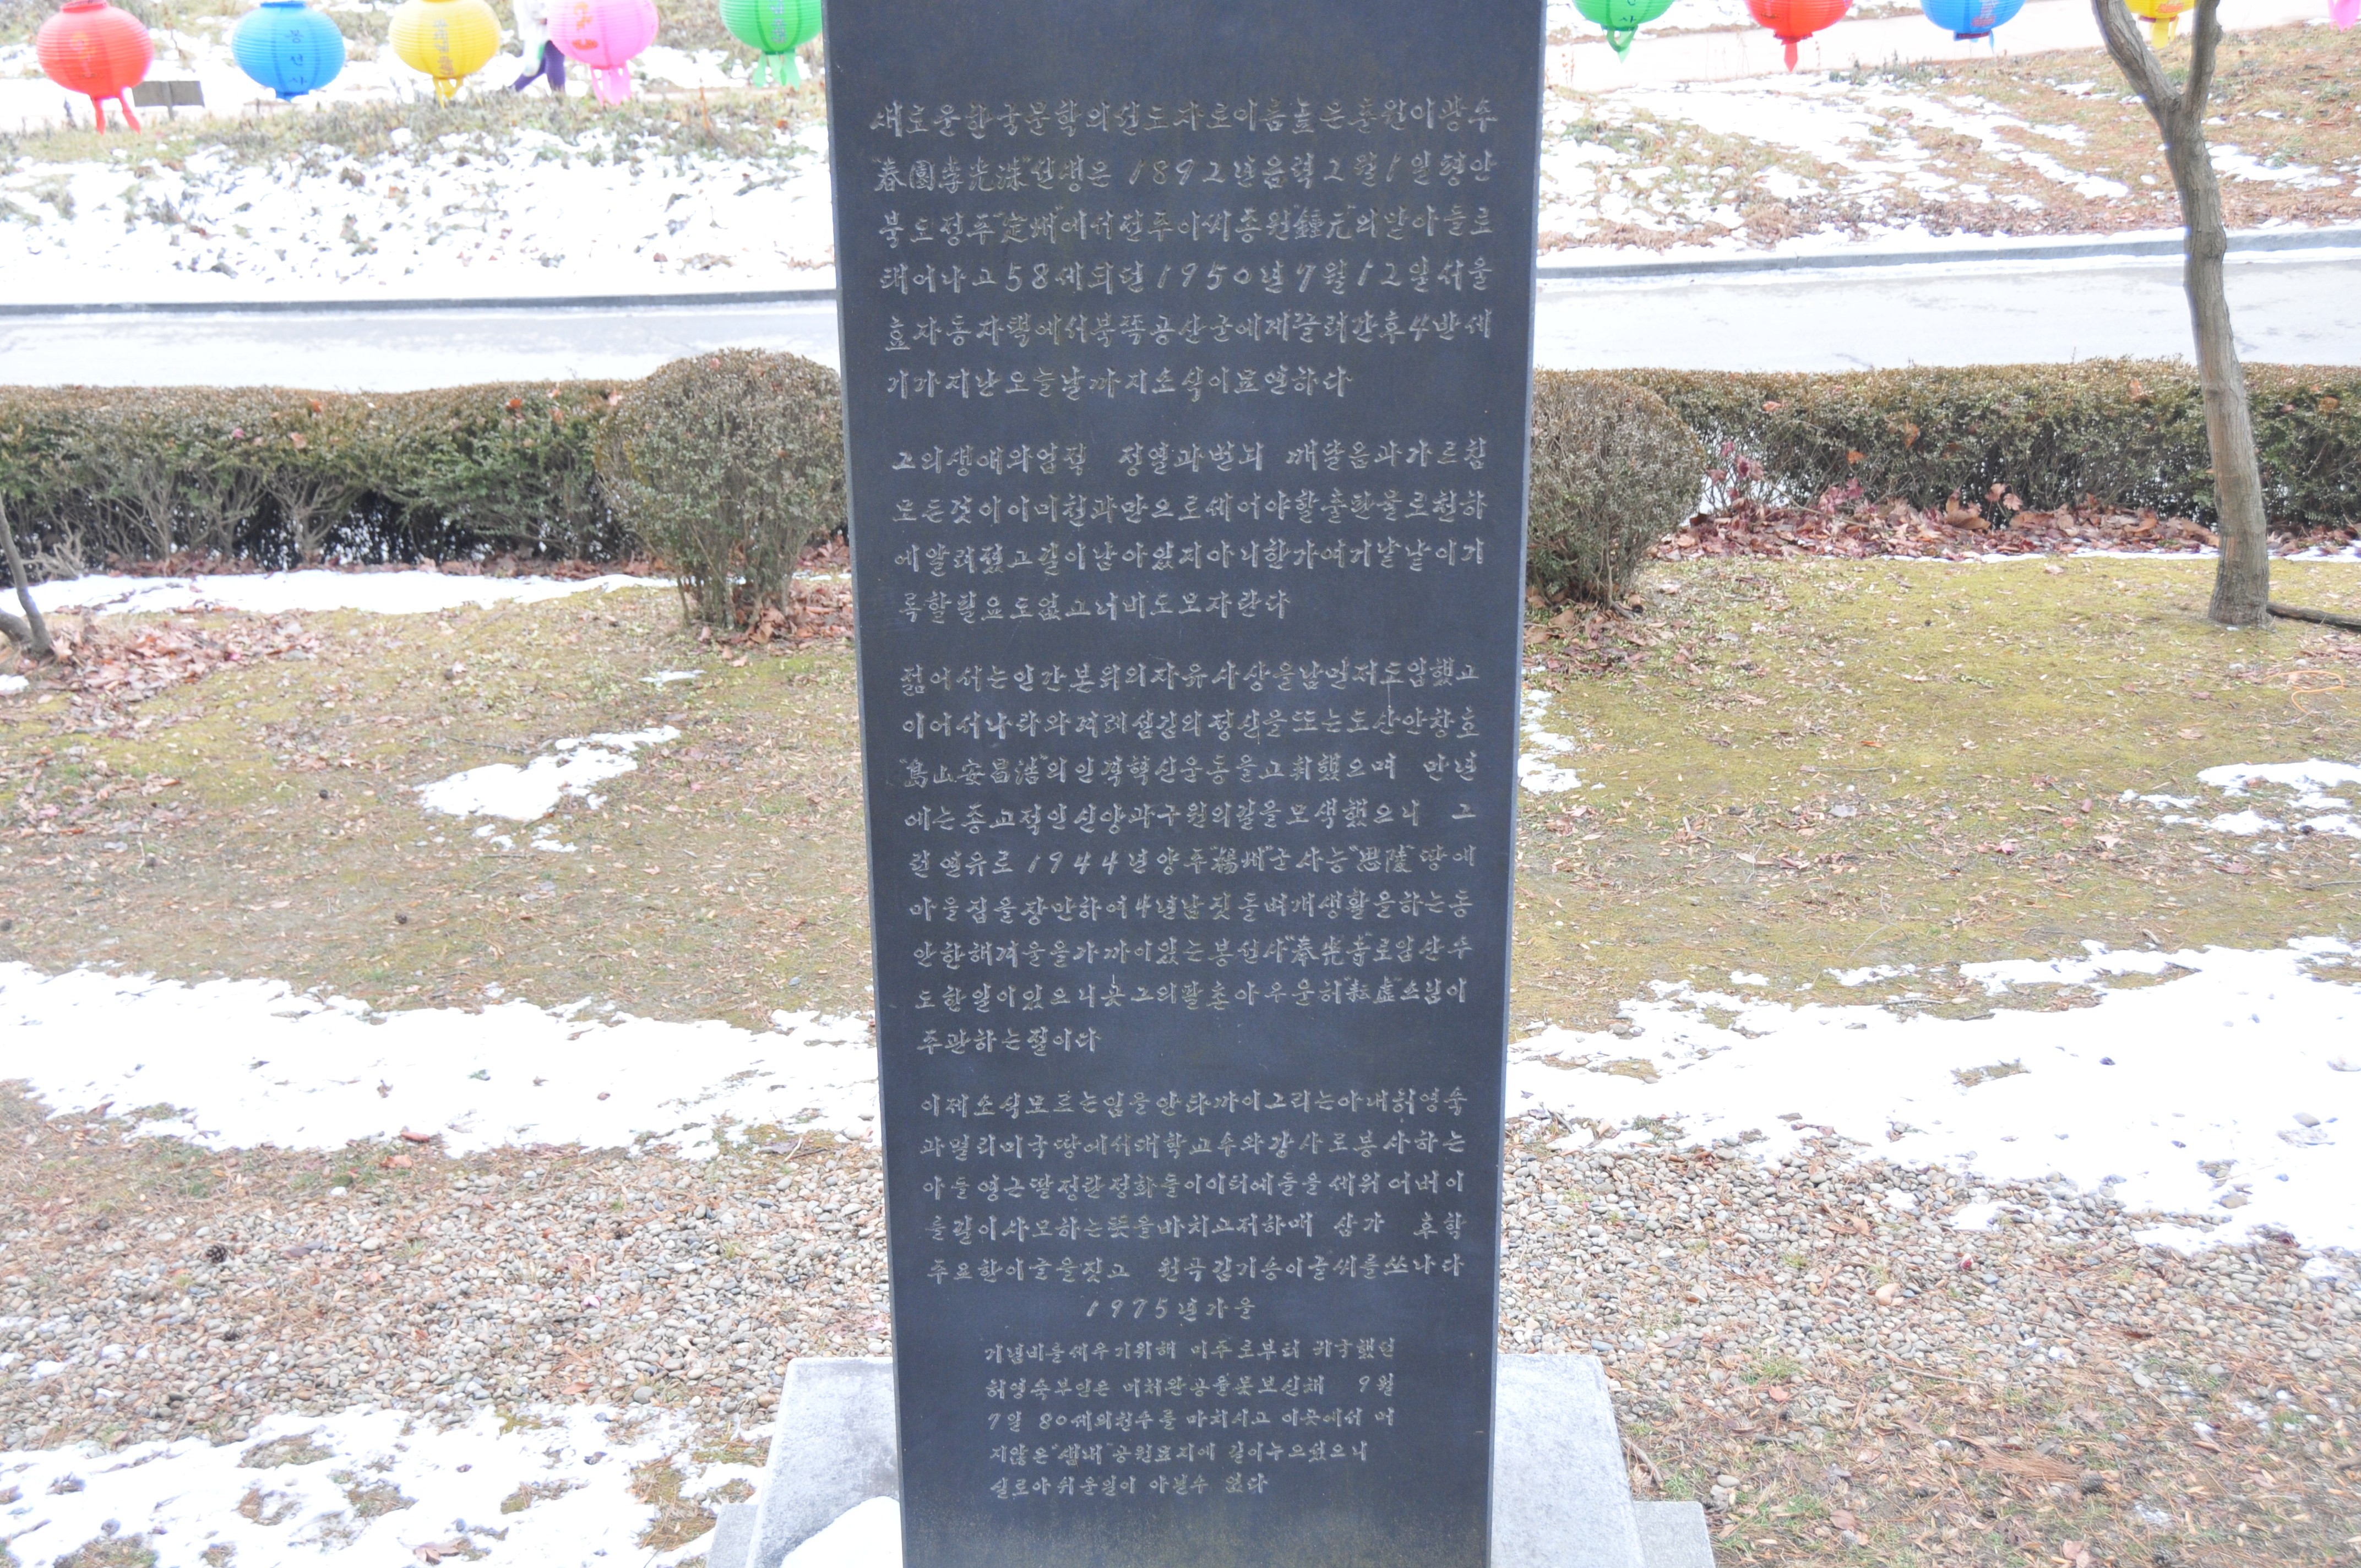 봉선사
새로운한국문학의선도자로이름높은춘원이광수
"春園李光洙"선생은 1892년음력2월1일평안
북도정주"定州"에서전주이씨종원"鍾元"의맏아들로
태어나고58세되던1950년7월12일서울
효자동자택에서북쪽공산군에게끌려간후4반세
기가지난오늘날까지소식이묘연하다
그의생애와업적 정열과번뇌 깨달음과가르침
모든것이이미천과만으로세어야할출판물로천하
에알려졌고길이남아있지아니한가여기낱낱이기
록할필요도없고너비도모자란다
젊어서는인간본위의자유사상을남먼저도입했고
이어서나라와겨레섬김의정신을또는도산안창호
"島山安昌浩"의인격혁신운동을고취했으며 만년
에는종교적인신앙과구원의길을모색했으니 그
런연유로1944년양주"楊州"군사능"思陵"땅에
마을집을장만하여4년남짓돌벼개생활을하는동
안한해겨울을가까이있는봉선사"奉先寺"로입산수
도한일이있으니곳그의팔촌아우운허"耘虛"스님이
주관하는절이다
이제소식모르는임을안타까이그리는아내허영숙
과멀리미국땅에서대학교수와강사로봉사하는
아들영근딸정란정화들이이터에돌을세워어버이
를길이사모하는뜻을바치고저하매 삼가 후학
주요한이글을짓고 원곡김기승이글씨를쓰나다
1975년가을
기념비를세우기위해 미주로부터 귀국했던
허영숙부인은 미처완공을못보신채 9월
7일 80세의천수를 마치시고 이곳에서 머
지않은"샘내"공원묘지에 길이누으셨으니
실로아쉬운일이 아닐수 없다